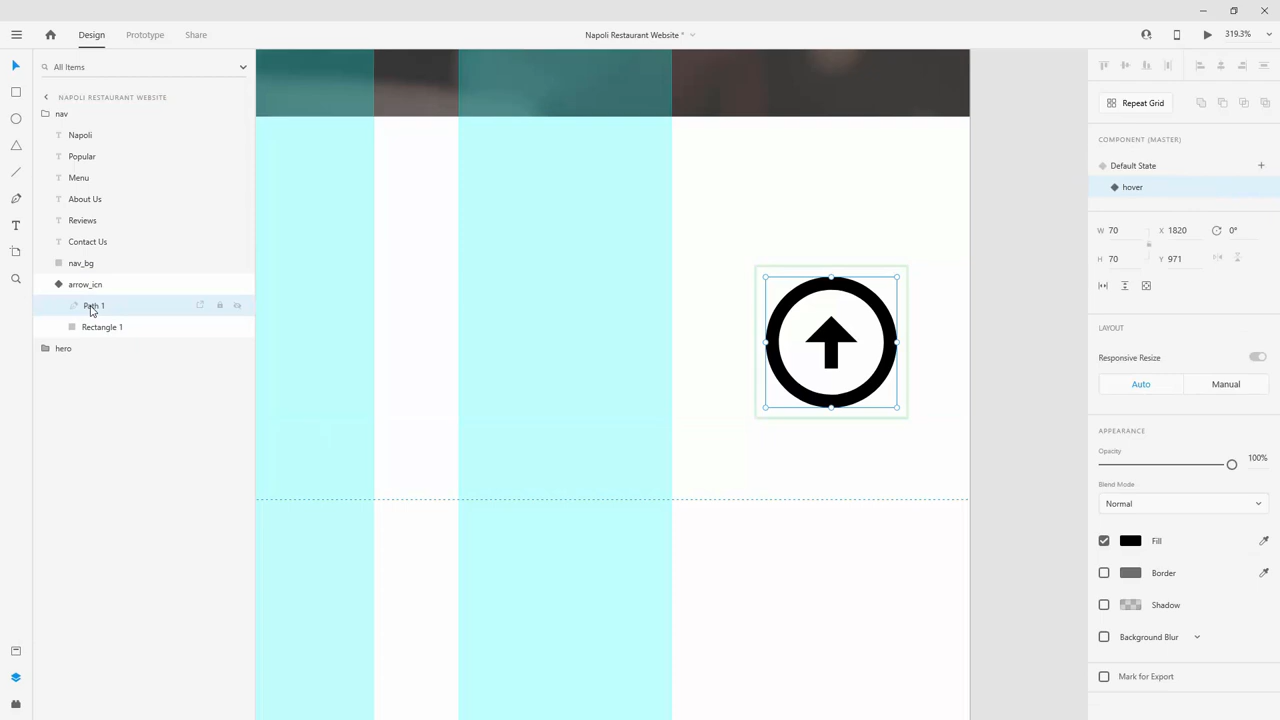 Design
Prototype
Share
Napoli Restaurant Website *
319.3%
All Items
NAPOLI RESTAURANT WEBSITE
nav
Napoli
Popular
Menu
About Us
Reviews
Contact Us
nav_bg
arrow_icn
Path 1
Rectangle 1
hero
Repeat Grid
COMPONENT (MASTER)
Default State
hover
W 70 X 1820 0°
H 70 Y 971
LAYOUT
Responsive Resize
Auto Manual
APPEARANCE
Opacity
100%
Blend Mode
Normal
Fill
Border
Shadow
Background Blur
Mark for Export